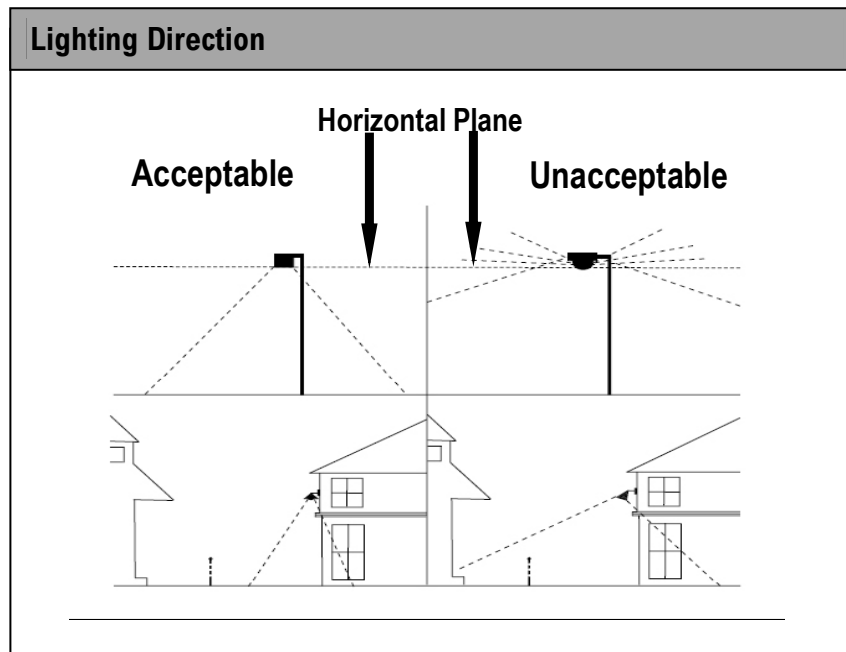 Lighting Direction
Horizontal Plane
Acceptable
Unacceptable